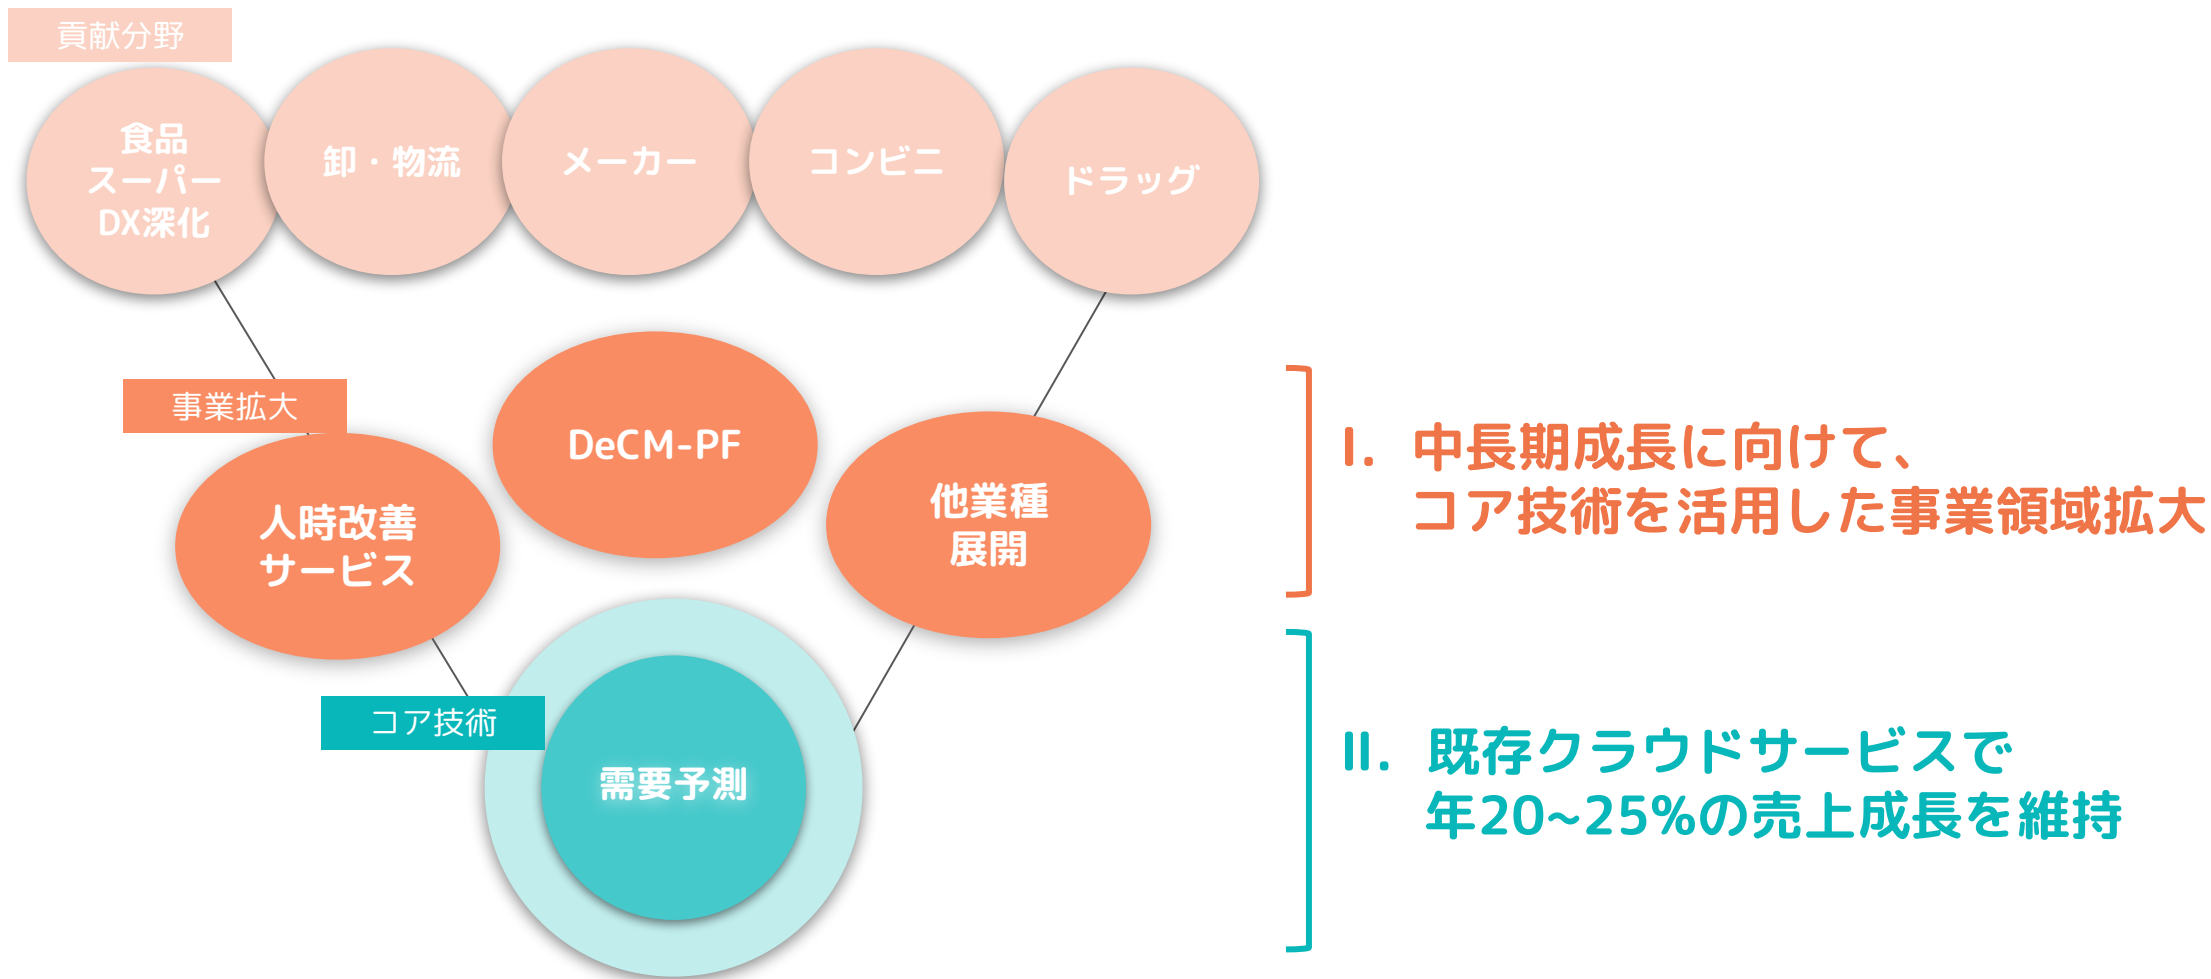 貢献分野
食品
スーパー
DX深化
卸・物流
メーカー
コンビニ
ドラッグ
事業拡大
人時改善
サービス
DeCM-PF
他業種
展開
I. 中長期成長に向けて、
コア技術を活用した事業領域拡大
コア技術
需要予測
II. 既存クラウドサービスで
年20~25%の売上成長を維持